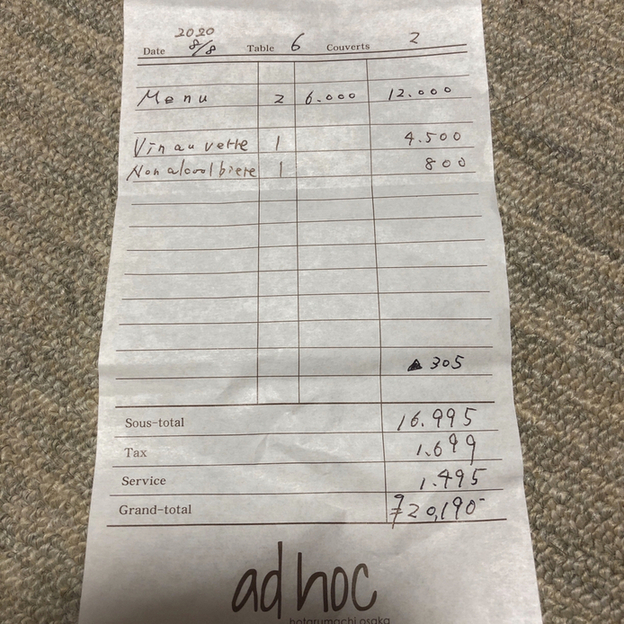 Date 2020 8/8 Table 6 Couverts 2
Menu 2 6.000 12.000
Vin au verre 1 4.500
Non alcool biere 1 800
▲ 305
Sous-total 16.995
Tax 1.699
Service 1.495
Grand-total ¥20,190-
ad hoc
hotarumachi osaka